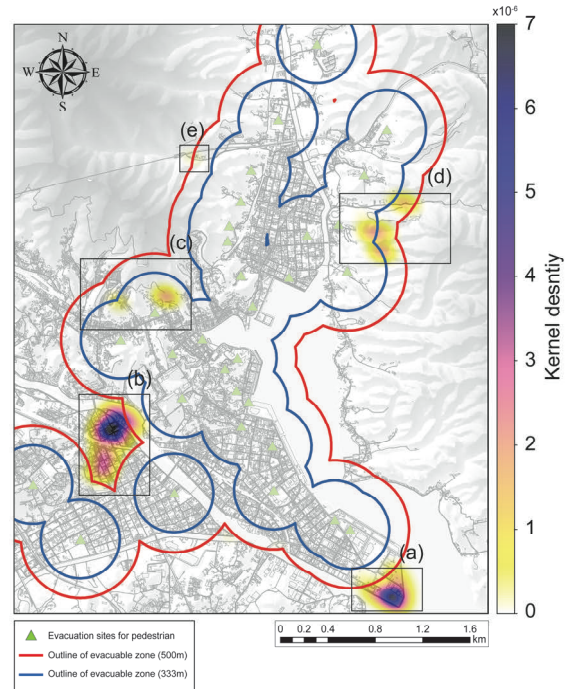 x10⁻⁶
7
N
W E
S
6
(e)
5
(d)
(c)
4
Kernel desntiy
3
(b)
2
1
(a)
0
Evacuation sites for pedestrian
Outline of evacuable zone (500m)
Outline of evacuable zone (333m)
0 0.2 0.4 0.8 1.2 1.6
km